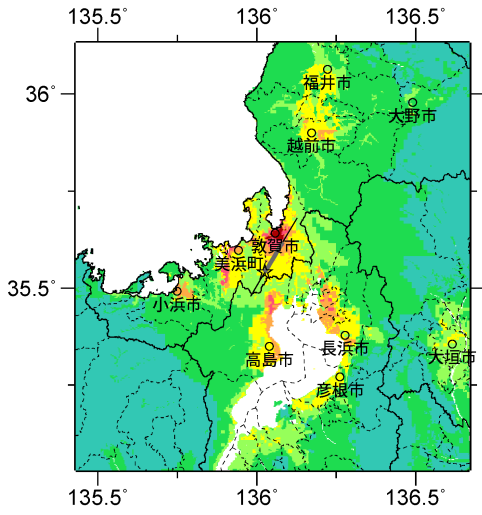 135.5° 136° 136.5°
36°
福井市
大野市
越前市
敦賀市
美浜町
35.5°
小浜市
長浜市
高島市
大垣市
彦根市
135.5° 136° 136.5°